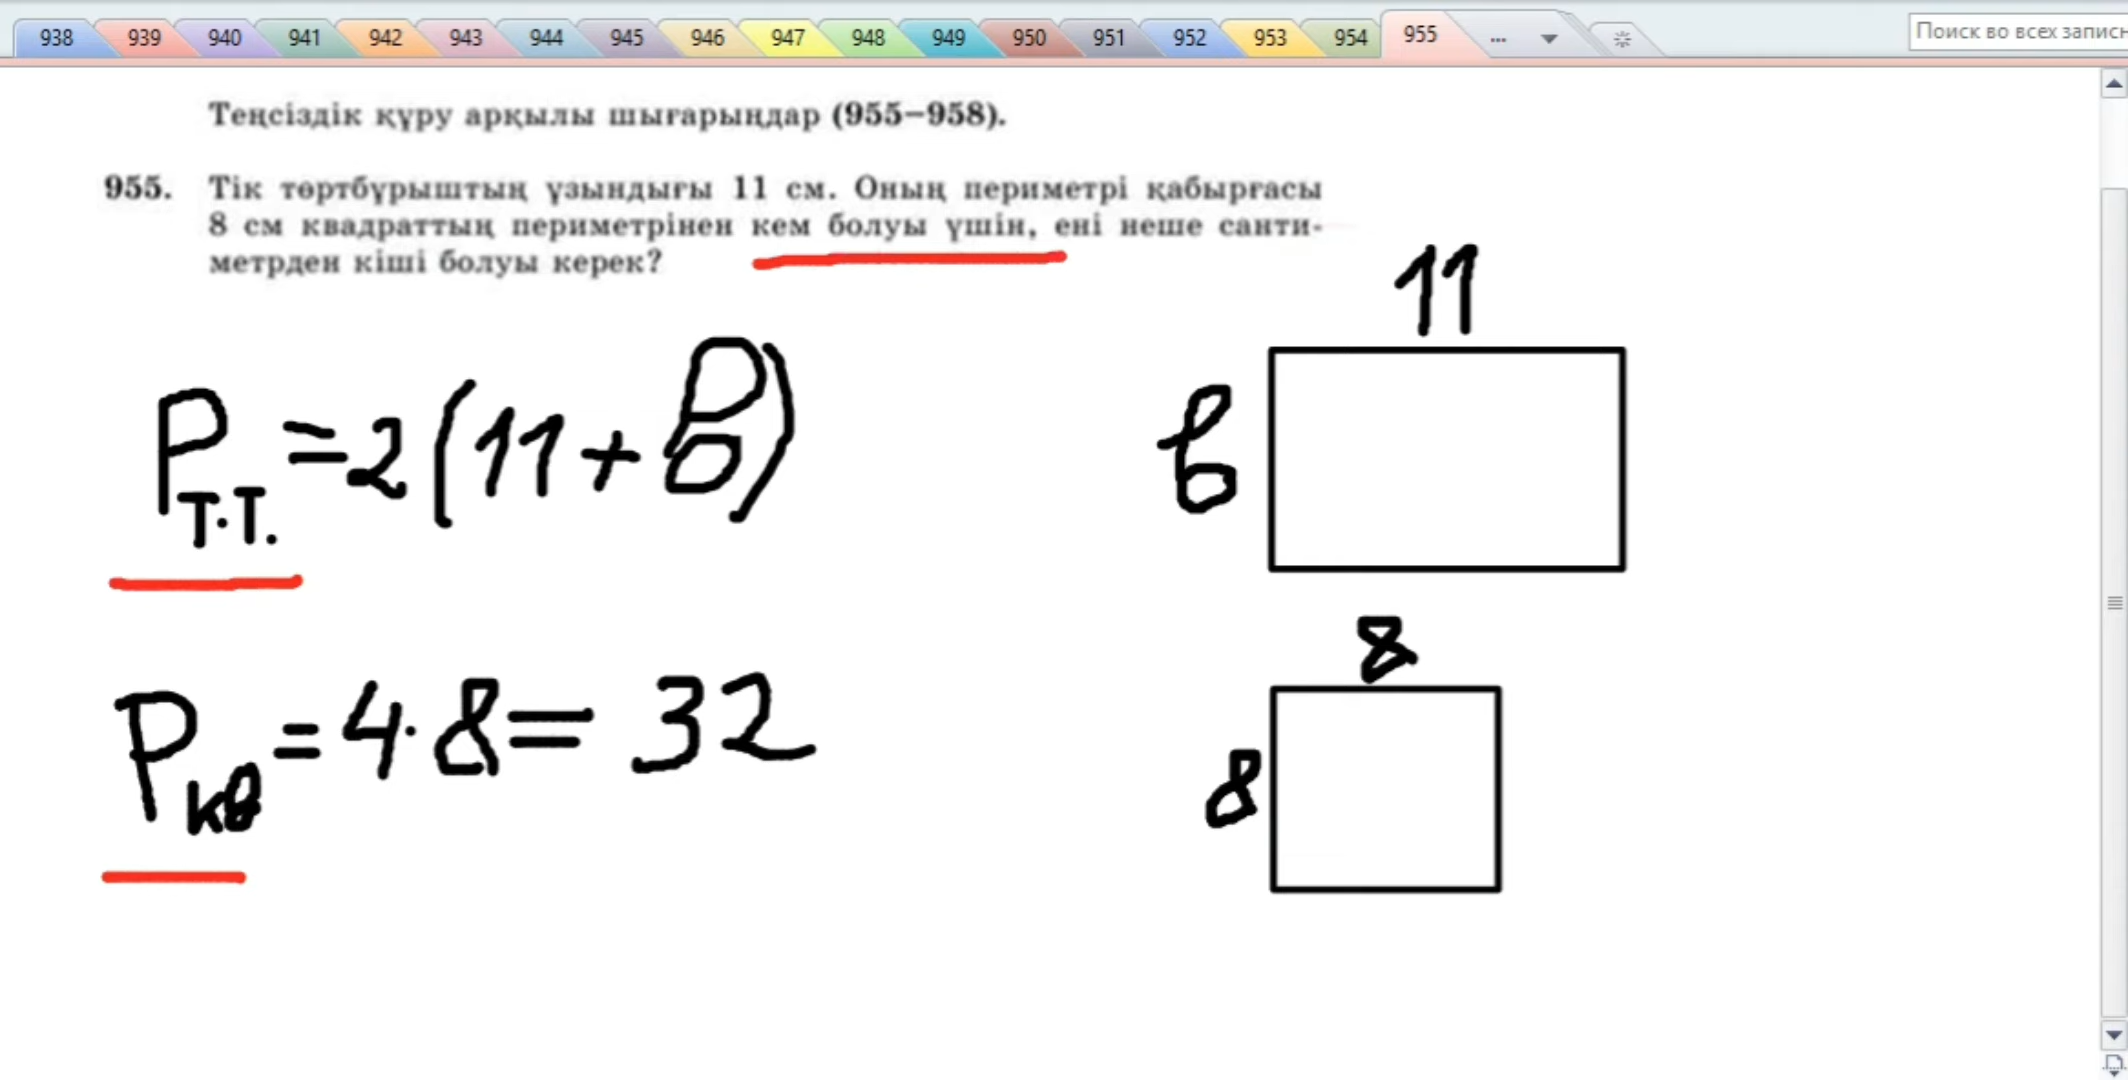 938 939 940 941 942 943 944 945 946 947 948 949 950 951 952 953 954 955 ...
Поиск во всех записн
Теңсіздік құру арқылы шығарыңдар (955–958).
955. Тік төртбұрыштың ұзындығы 11 см. Оның периметрі қабырғасы
8 см квадраттың периметрінен кем болуы үшін, ені неше санти-
метрден кіші болуы керек?
11
P т.т. = 2(11+в)
в
8
P кв = 4·8 = 32
8